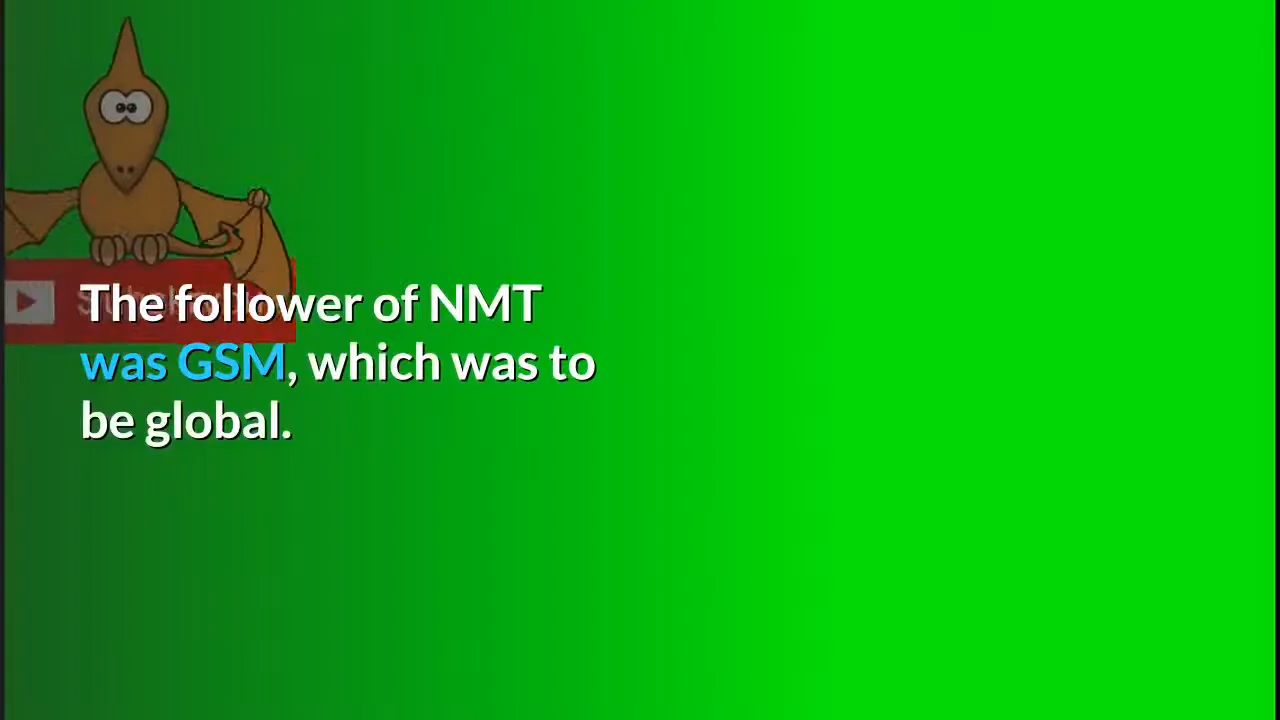 The follower of NMT
was GSM, which was to
be global.